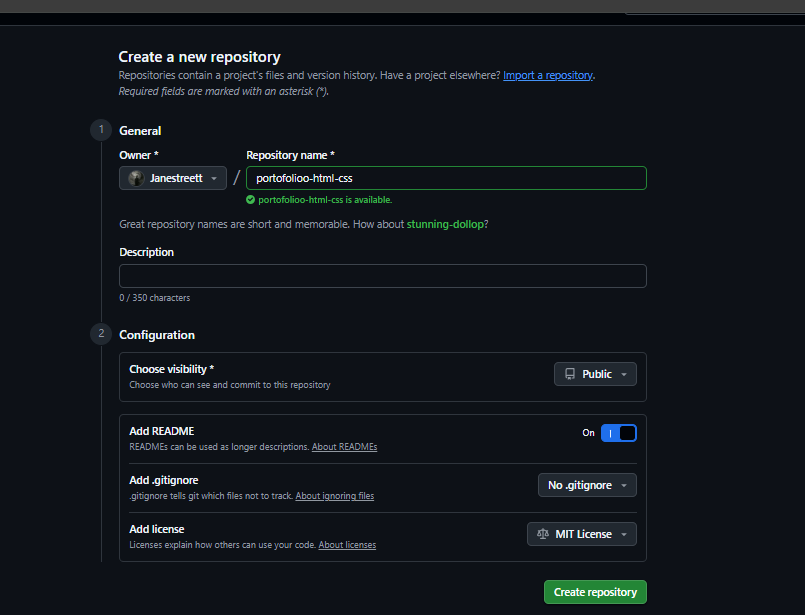 Create a new repository
Repositories contain a project's files and version history. Have a project elsewhere? Import a repository.
Required fields are marked with an asterisk (*).
1 General
Owner * Repository name *
Janestreett / portofolioo-html-css
portofolioo-html-css is available.
Great repository names are short and memorable. How about stunning-dollop?
Description
0 / 350 characters
2 Configuration
Choose visibility * Public
Choose who can see and commit to this repository
Add README On
READMEs can be used as longer descriptions. About READMEs
Add .gitignore No .gitignore
.gitignore tells git which files not to track. About ignoring files
Add license MIT License
Licenses explain how others can use your code. About licenses
Create repository